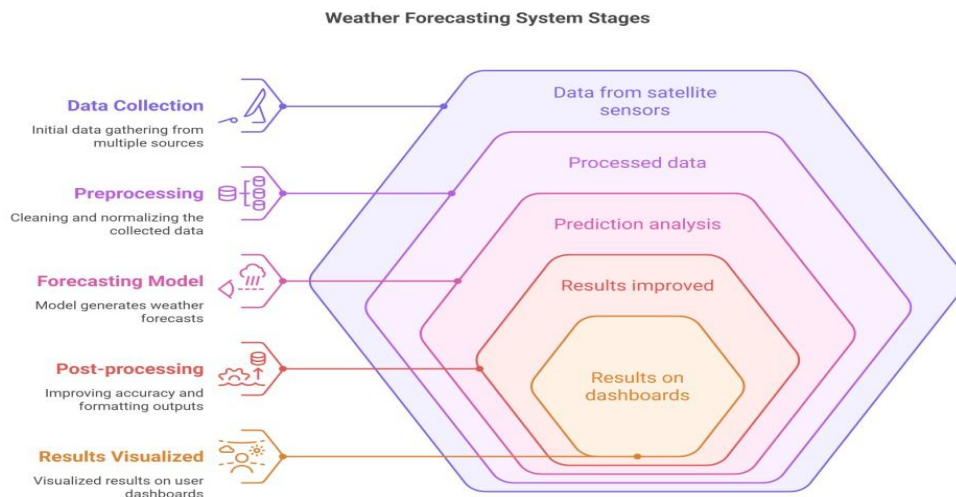 Weather Forecasting System Stages
Data Collection
Initial data gathering from
multiple sources
Preprocessing
Cleaning and normalizing the
collected data
Forecasting Model
Model generates weather
forecasts
Post-processing
Improving accuracy and
formatting outputs
Results Visualized
Visualized results on user
dashboards
Data from satellite
sensors
Processed data
Prediction analysis
Results improved
Results on
dashboards